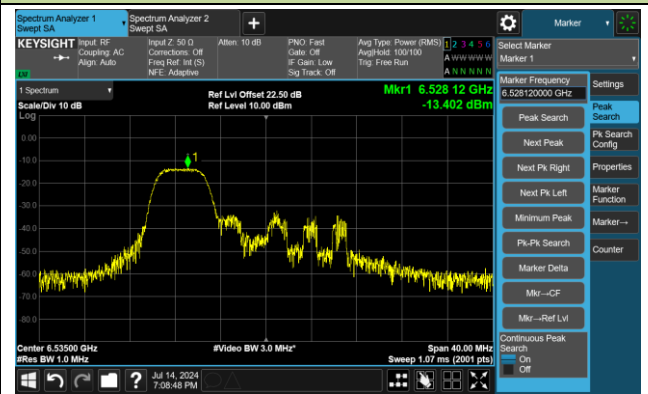 Spectrum Analyzer 1
Swept SA
Spectrum Analyzer 2
Swept SA
+
Marker
KEYSIGHT
Input: RF
Coupling: AC
Align: Auto
Input Z: 50 Ω
Corrections: Off
Freq Ref: Int (S)
NFE: Adaptive
Atten: 10 dB
PNO: Fast
Gate: Off
IF Gain: Low
Sig Track: Off
Avg Type: Power (RMS)
Avg|Hold: 100/100
Trig: Free Run
1 2 3 4 5 6
A W W W W W
A N N N N N
Select Marker
Marker 1
1 Spectrum
Scale/Div 10 dB
Log
Ref Lvl Offset 22.50 dB
Ref Level 10.00 dBm
Mkr1 6.528 12 GHz
-13.402 dBm
0.00
-10.0
-20.0
-30.0
-40.0
-50.0
-60.0
-70.0
-80.0
1
Center 6.53500 GHz
#Res BW 1.0 MHz
#Video BW 3.0 MHz*
Span 40.00 MHz
Sweep 1.07 ms (2001 pts)
Marker Frequency
6.528120000 GHz
Peak Search
Next Peak
Next Pk Right
Next Pk Left
Minimum Peak
Pk-Pk Search
Marker Delta
Mkr→CF
Mkr→Ref Lvl
Continuous Peak
Search
On
Off
Settings
Peak
Search
Pk Search
Config
Properties
Marker
Function
Marker→
Counter
?
Jul 14, 2024
7:08:48 PM